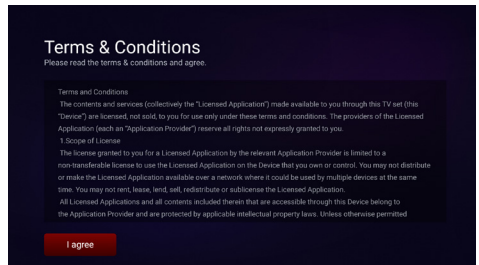 Terms & Conditions
Please read the terms & conditions and agree.
Terms and Conditions
The contents and services (collectively the "Licensed Application") made available to you through this TV set (this
"Device") are licensed, not sold, to you for use only under these terms and conditions. The providers of the Licensed
Application (each an "Application Provider") reserve all rights not expressly granted to you.
1.Scope of License
The license granted to you for a Licensed Application by the relevant Application Provider is limited to a
non-transferable license to use the Licensed Application on the Device that you own or control. You may not distribute
or make the Licensed Application available over a network where it could be used by multiple devices at the same
time. You may not rent, lease, lend, sell, redistribute or sublicense the Licensed Application.
All Licensed Applications and all contents included therein that are accessible through this Device belong to
the Application Provider and are protected by applicable intellectual property laws. Unless otherwise permitted
I agree